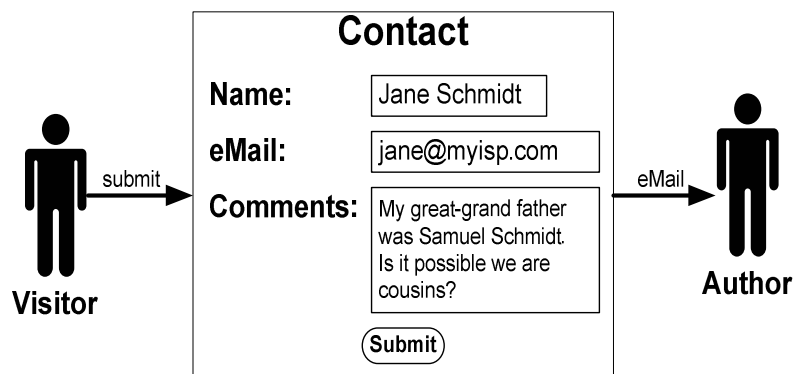 Contact
Name:
Jane Schmidt
eMail:
jane@myisp.com
submit
eMail
Comments:
My great-grand father
was Samuel Schmidt.
Is it possible we are
cousins?
Visitor
Author
Submit